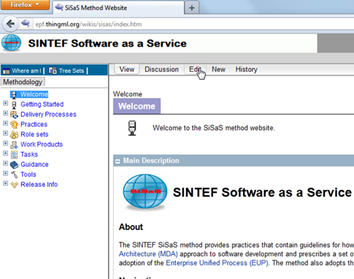 Firefox
SiSaS Method Website
epf.thingml.org/wikis/sisas/index.htm
SINTEF Software as a Service
Where am I
Tree Sets
View Discussion Edit New History
Methodology
Welcome
Getting Started
Delivery Processes
Practices
Role sets
Work Products
Tasks
Guidance
Tools
Release Info
Welcome
Welcome
Welcome to the SiSaS method website.
Main Description
SINTEF Software as a Service
About
The SINTEF SiSaS method provides practices that contain guidelines for how
Architecture (MDA) approach to software development and prescribes a set o
adoption of the Enterprise Unified Process (EUP). The method also adopts th